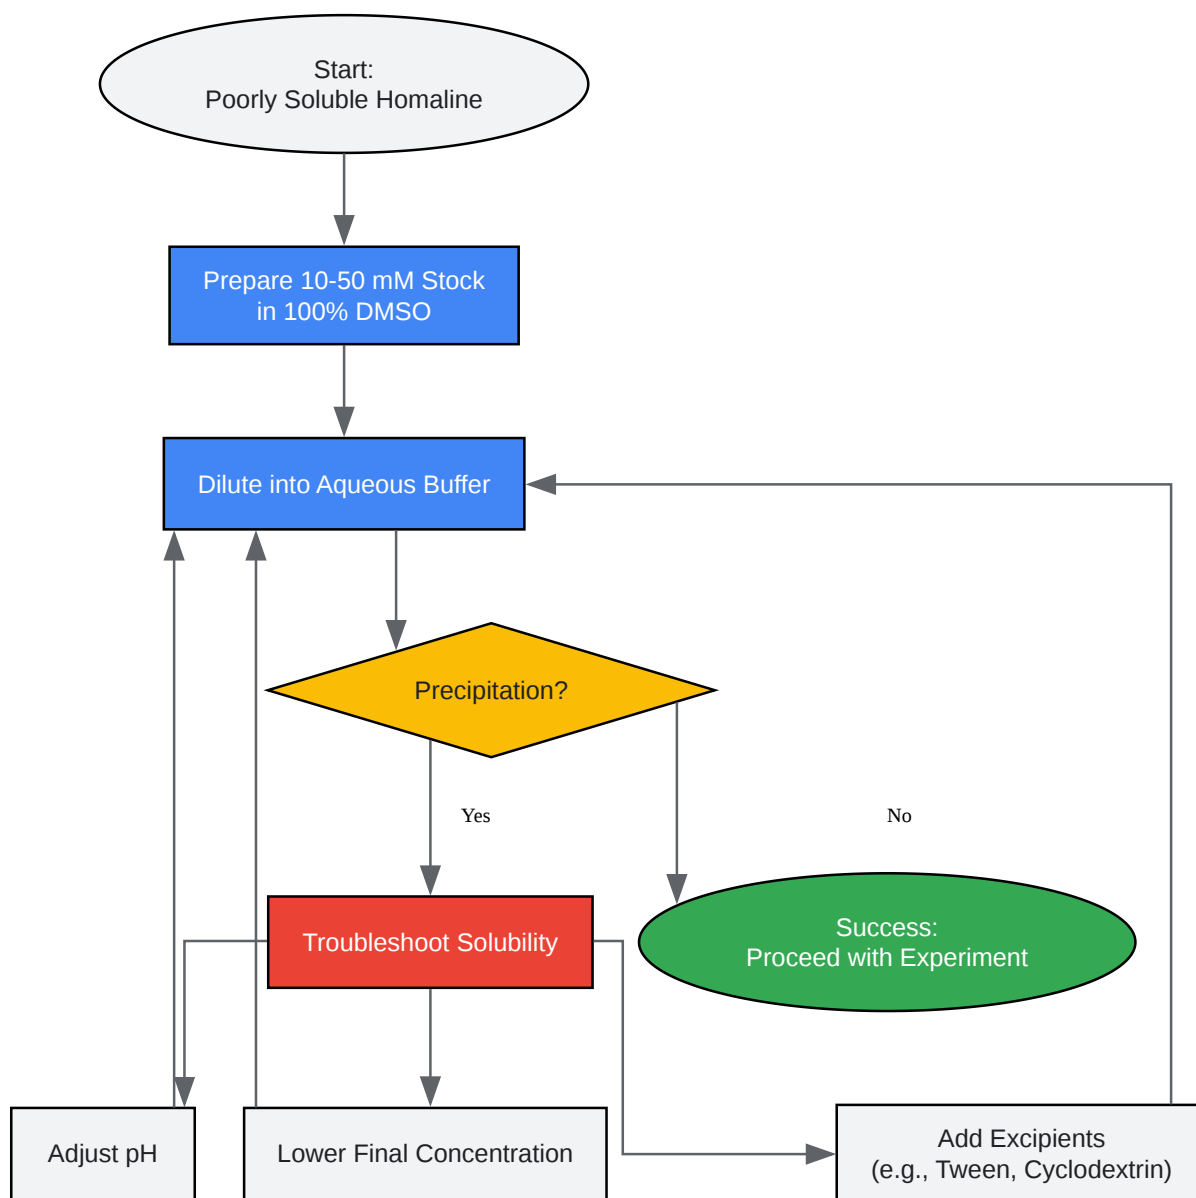 Start:
Poorly Soluble Homaline
Prepare 10-50 mM Stock
in 100% DMSO
Dilute into Aqueous Buffer
Precipitation?
Yes
No
Troubleshoot Solubility
Success:
Proceed with Experiment
Adjust pH
Lower Final Concentration
Add Excipients
(e.g., Tween, Cyclodextrin)